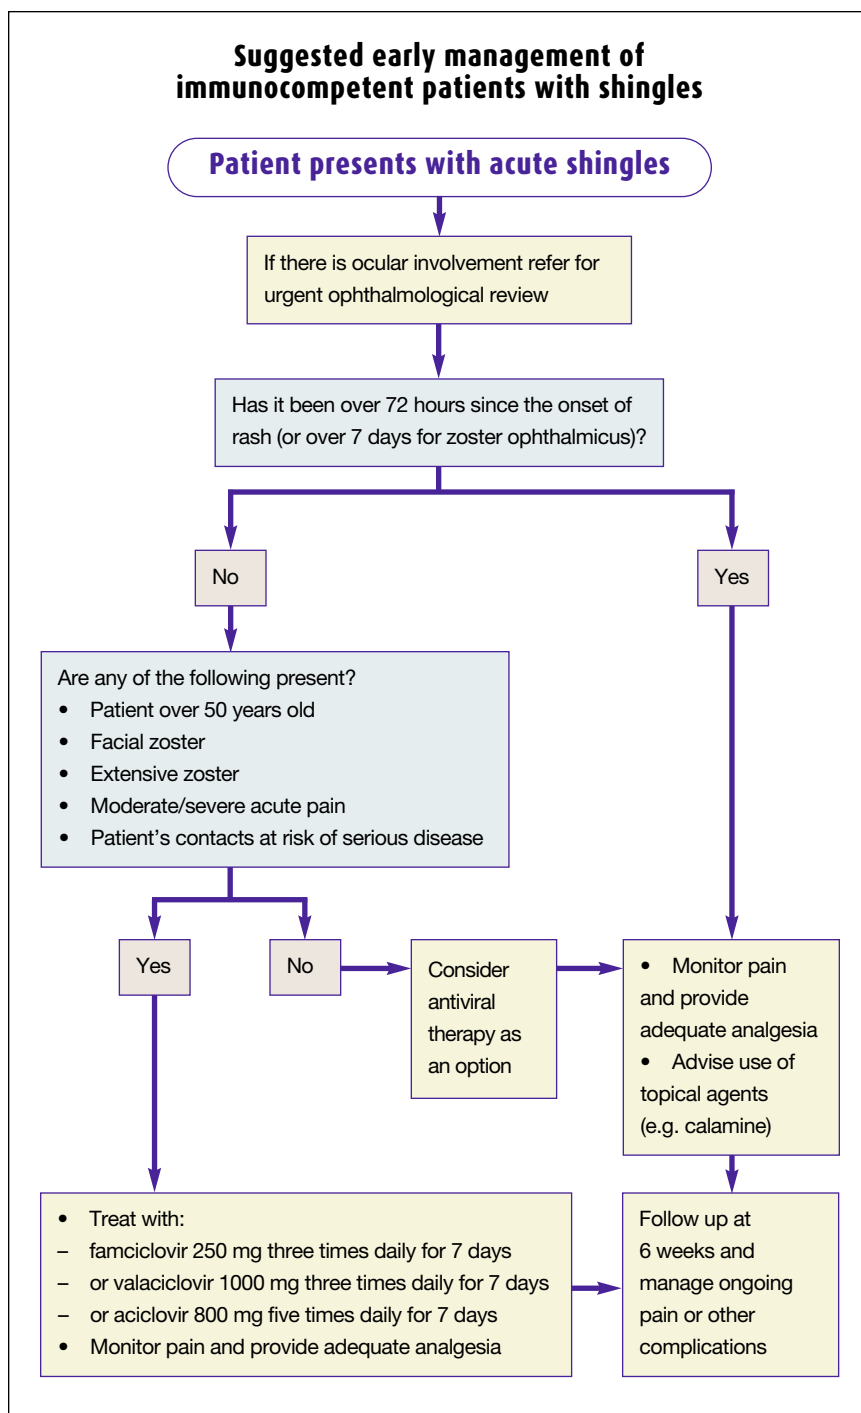 Suggested early management of
immunocompetent patients with shingles
Patient presents with acute shingles
If there is ocular involvement refer for
urgent ophthalmological review
Has it been over 72 hours since the onset of
rash (or over 7 days for zoster ophthalmicus)?
No
Yes
Are any of the following present?
• Patient over 50 years old
• Facial zoster
• Extensive zoster
• Moderate/severe acute pain
• Patient’s contacts at risk of serious disease
Yes
No
Consider
antiviral
therapy as
an option
• Monitor pain
and provide
adequate analgesia
• Advise use of
topical agents
(e.g. calamine)
• Treat with:
– famciclovir 250 mg three times daily for 7 days
– or valaciclovir 1000 mg three times daily for 7 days
– or aciclovir 800 mg five times daily for 7 days
• Monitor pain and provide adequate analgesia
Follow up at
6 weeks and
manage ongoing
pain or other
complications